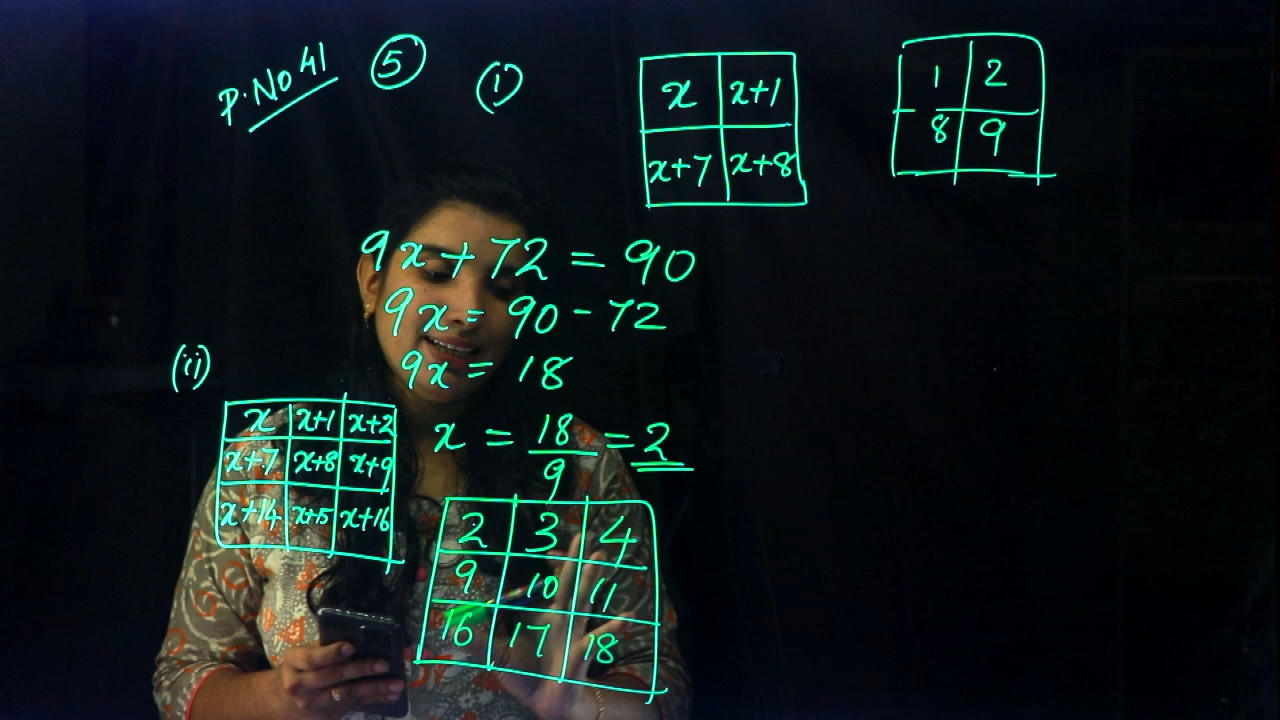 P.No 41 5 (i)
x x+1
x+7 x+8
1 2
8 9
9x+72 = 90
9x = 90 - 72
9x = 18
x = 18/9 = 2
(ii)
x x+1 x+2
x+7 x+8 x+9
x+14 x+15 x+16
2 3 4
9 10 11
16 17 18